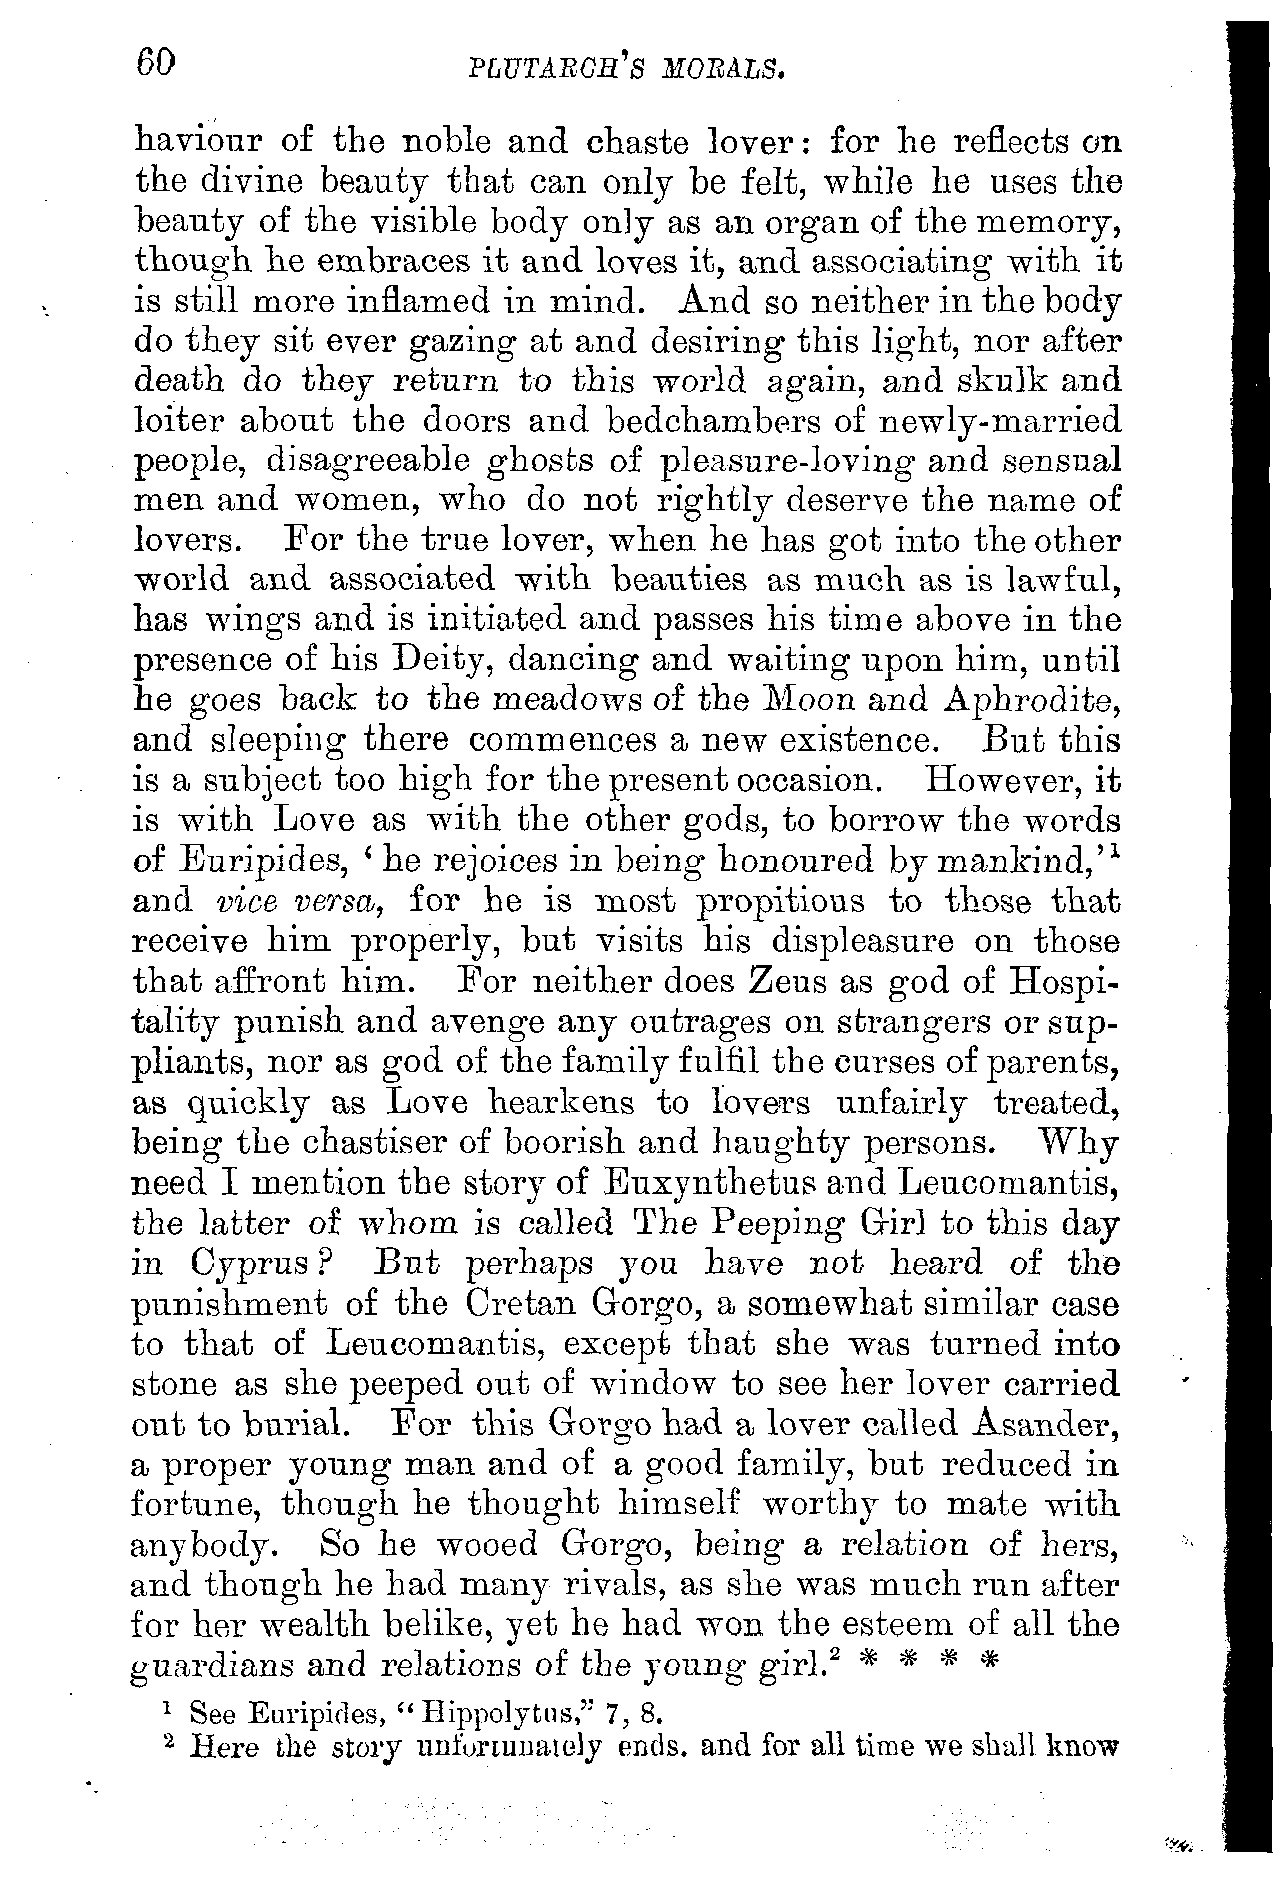 60
PLUTARCH'S MORALS.
haviour of the noble and chaste lover: for he reflects on
the divine beauty that can only be felt, while he uses the
beauty of the visible body only as an organ of the memory,
though he embraces it and loves it, and associating with it
is still more inflamed in mind. And so neither in the body
do they sit ever gazing at and desiring this light, nor after
death do they return to this world again, and skulk and
loiter about the doors and bedchambers of newly-married
people, disagreeable ghosts of pleasure-loving and sensual
men and women, who do not rightly deserve the name of
lovers. For the true lover, when he has got into the other
world and associated with beauties as much as is lawful,
has wings and is initiated and passes his time above in the
presence of his Deity, dancing and waiting upon him, until
he goes back to the meadows of the Moon and Aphrodite,
and sleeping there commences a new existence. But this
is a subject too high for the present occasion. However, it
is with Love as with the other gods, to borrow the words
of Euripides, ‘he rejoices in being honoured by mankind,’¹
and vice versa, for he is most propitious to those that
receive him properly, but visits his displeasure on those
that affront him. For neither does Zeus as god of Hospi-
tality punish and avenge any outrages on strangers or sup-
pliants, nor as god of the family fulfil the curses of parents,
as quickly as Love hearkens to lovers unfairly treated,
being the chastiser of boorish and haughty persons. Why
need I mention the story of Euxynthetus and Leucomantis,
the latter of whom is called The Peeping Girl to this day
in Cyprus? But perhaps you have not heard of the
punishment of the Cretan Gorgo, a somewhat similar case
to that of Leucomantis, except that she was turned into
stone as she peeped out of window to see her lover carried
out to burial. For this Gorgo had a lover called Asander,
a proper young man and of a good family, but reduced in
fortune, though he thought himself worthy to mate with
anybody. So he wooed Gorgo, being a relation of hers,
and though he had many rivals, as she was much run after
for her wealth belike, yet he had won the esteem of all the
guardians and relations of the young girl.² * * * *
¹ See Euripides, “Hippolytus,” 7, 8.
² Here the story unfortunately ends. and for all time we shall know